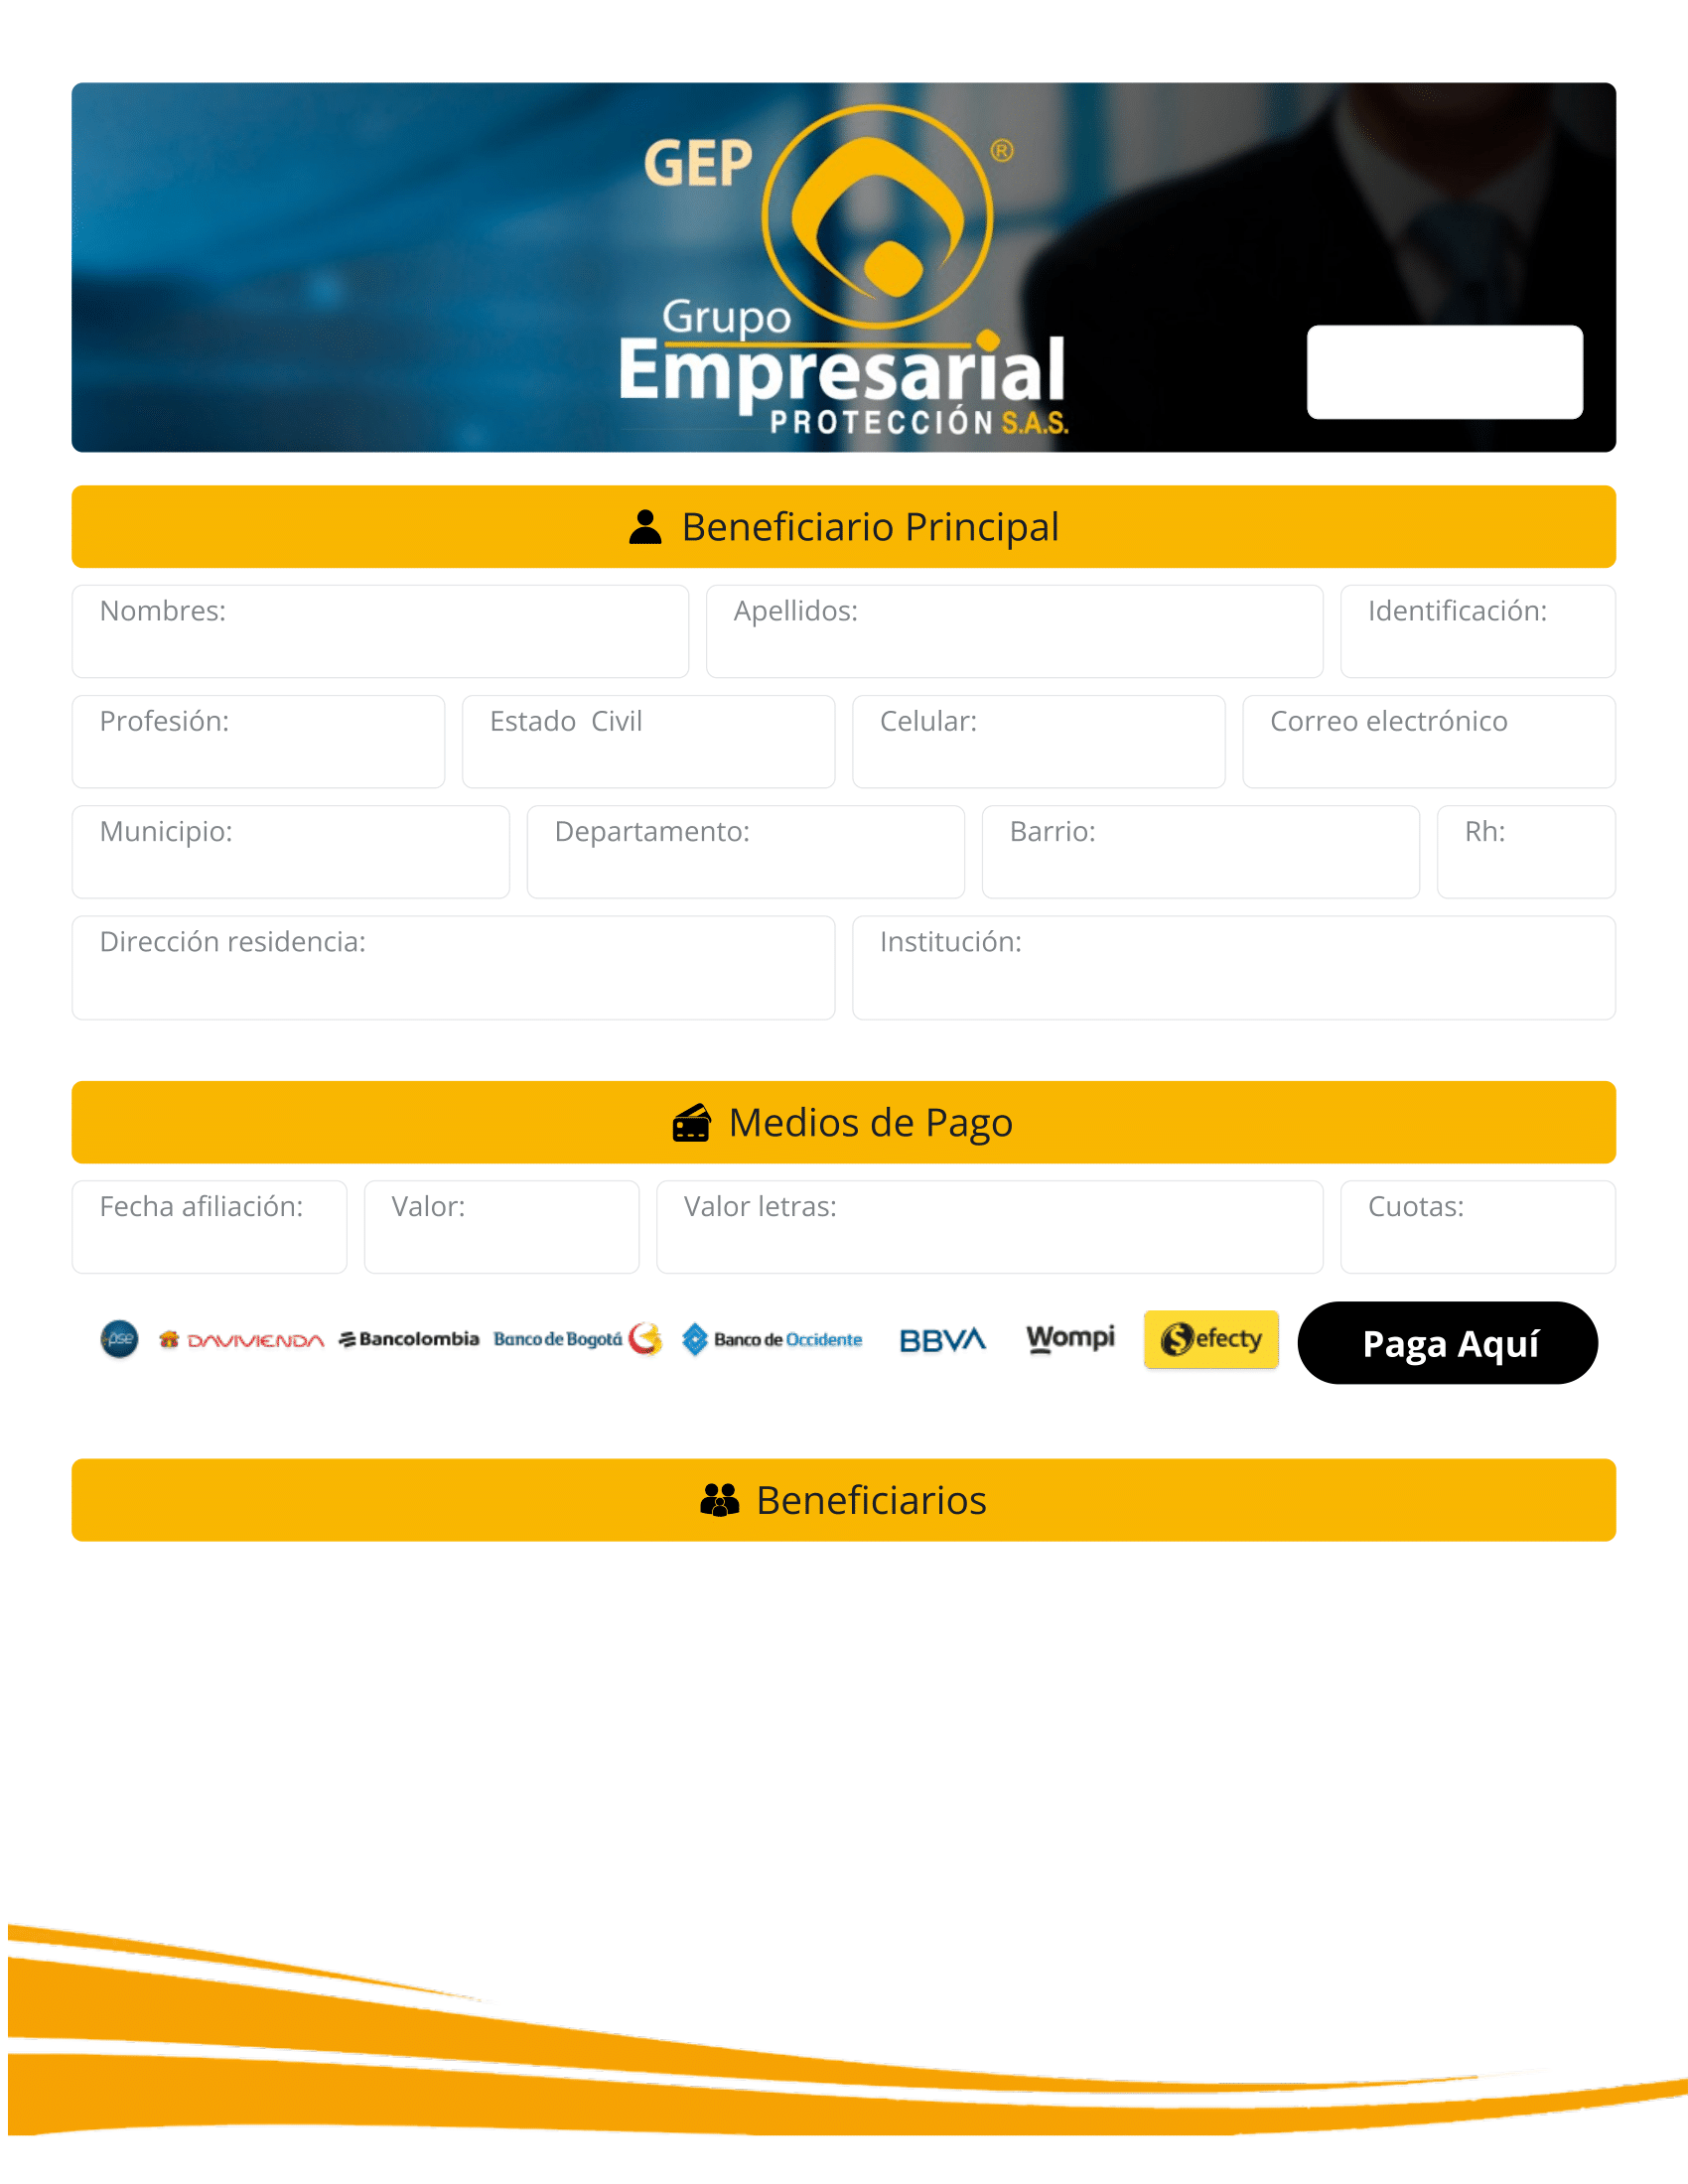 GEP
®
Grupo
Empresarial
PROTECCIÓN S.A.S.
Beneficiario Principal
Nombres: Apellidos: Identificación:
Profesión: Estado Civil Celular: Correo electrónico
Municipio: Departamento: Barrio: Rh:
Dirección residencia: Institución:
Medios de Pago
Fecha afiliación: Valor: Valor letras: Cuotas:
pse DAVIVIENDA Bancolombia Banco de Bogotá Banco de Occidente BBVA Wompi efecty Paga Aquí
Beneficiarios